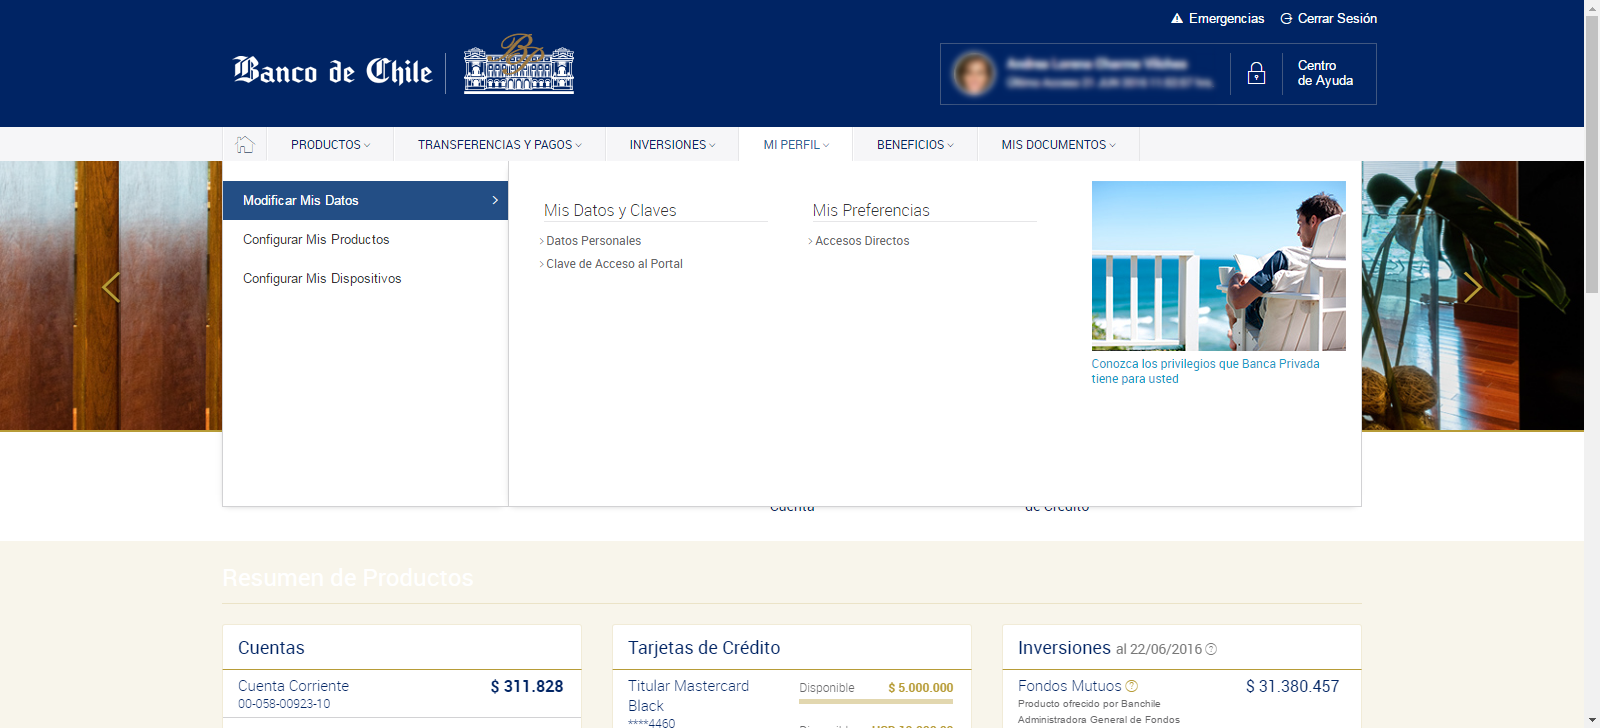 Emergencias
Cerrar Sesión
Banco de Chile
BP
Centro
de Ayuda
PRODUCTOS
TRANSFERENCIAS Y PAGOS
INVERSIONES
MI PERFIL
BENEFICIOS
MIS DOCUMENTOS
Modificar Mis Datos
Configurar Mis Productos
Configurar Mis Dispositivos
Mis Datos y Claves
Datos Personales
Clave de Acceso al Portal
Mis Preferencias
Accesos Directos
Conozca los privilegios que Banca Privada
tiene para usted
Cuenta
de Crédito
Resumen de Productos
Cuentas
Cuenta Corriente
$ 311.828
00-058-00923-10
Tarjetas de Crédito
Titular Mastercard
Black
****4460
Disponible
$ 5.000.000
Disponible
Inversiones al 22/06/2016
Fondos Mutuos
$ 31.380.457
Producto ofrecido por Banchile
Administradora General de Fondos